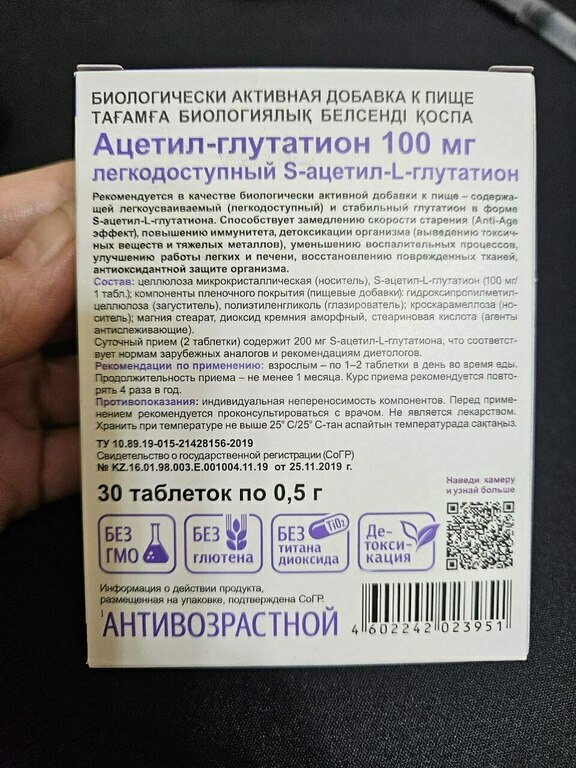 БИОЛОГИЧЕСКИ АКТИВНАЯ ДОБАВКА К ПИЩЕ
ТАҒАМҒА БИОЛОГИЯЛЫҚ БЕЛСЕНДІ ҚОСПА
Ацетил-глутатион 100 мг
легкодоступный S-ацетил-L-глутатион
Рекомендуется в качестве биологически активной добавки к пище – содержа-
щей легкоусваиваемый (легкодоступный) и стабильный глутатион в форме
S-ацетил-L-глутатиона. Способствует замедлению скорости старения (Anti-Age
эффект), повышению иммунитета, детоксикации организма (выведению токсич-
ных веществ и тяжелых металлов), уменьшению воспалительных процессов,
улучшению работы легких и печени, восстановлению поврежденных тканей,
антиоксидантной защите организма.
Состав: целлюлоза микрокристаллическая (носитель), S-ацетил-L-глутатион (100 мг/
1 табл.); компоненты пленочного покрытия (пищевые добавки): гидроксипропилметил-
целлюлоза (загуститель), полиэтиленгликоль (глазирователь); кроскарамеллоза (но-
ситель); магния стеарат, диоксид кремния аморфный, стеариновая кислота (агенты
антислеживающие).
Суточный прием (2 таблетки) содержит 200 мг S-ацетил-L-глутатиона, что соответст-
вует нормам зарубежных аналогов и рекомендациям диетологов.
Рекомендации по применению: взрослым – по 1–2 таблетки в день во время еды.
Продолжительность приема – не менее 1 месяца. Курс приема рекомендуется повто-
рять 4 раза в год.
Противопоказания: индивидуальная непереносимость компонентов. Перед приме-
нением рекомендуется проконсультироваться с врачом. Не является лекарством.
Хранить при температуре не выше 25° С/25° С-тан аспайтын температурада сақтаңыз.
ТУ 10.89.19-015-21428156-2019
Свидетельство о государственной регистрации (СоГР)
№ KZ.16.01.98.003.E.001004.11.19 от 25.11.2019 г.
30 таблеток по 0,5 г
Наведи камеру
и узнай больше
БЕЗ
ГМО
БЕЗ
глютена
БЕЗ
титана
диоксида
TiO₂
Де-
токси-
кация
Информация о действии продукта,
размещенная на упаковке, подтверждена СоГР.
АНТИВОЗРАСТНОЙ
4 602242 023951